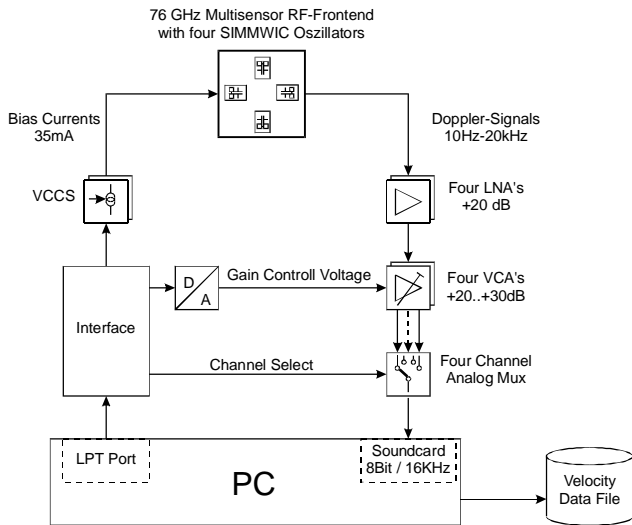 76 GHz Multisensor RF-Frontend
with four SIMMWIC Oszillators
Bias Currents
35mA
Doppler-Signals
10Hz-20kHz
VCCS
Four LNA's
+20 dB
D
A
Gain Controll Voltage
Four VCA's
+20..+30dB
Interface
Channel Select
Four Channel
Analog Mux
LPT Port
PC
Soundcard
8Bit / 16KHz
Velocity
Data File